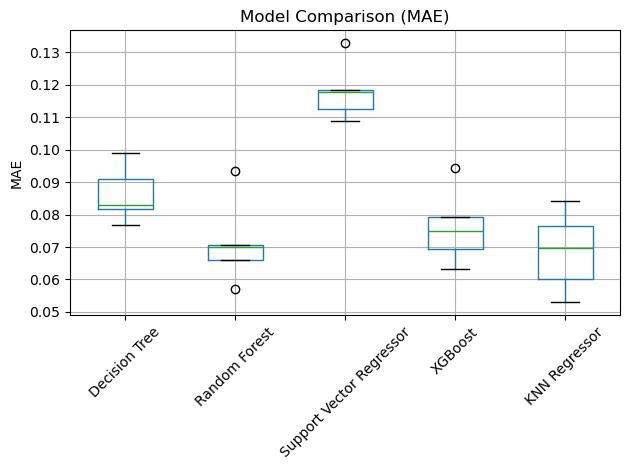 Model Comparison (MAE)
MAE
0.13
0.12
0.11
0.10
0.09
0.08
0.07
0.06
0.05
Decision Tree
Random Forest
Support Vector Regressor
XGBoost
KNN Regressor